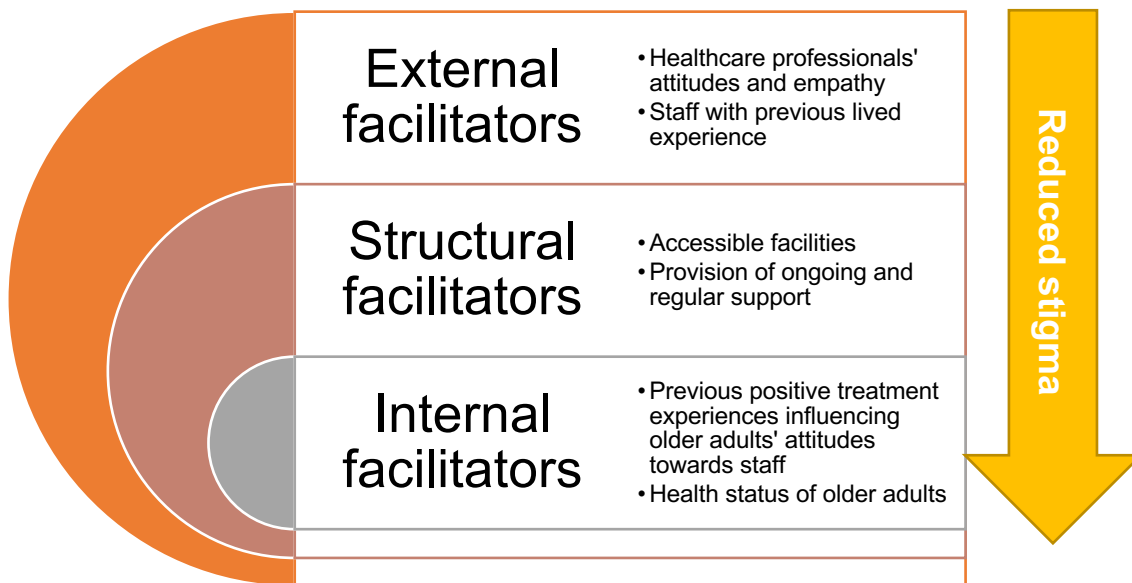 External
facilitators
• Healthcare professionals'
attitudes and empathy
• Staff with previous lived
experience
Structural
facilitators
• Accessible facilities
• Provision of ongoing and
regular support
Internal
facilitators
• Previous positive treatment
experiences influencing
older adults' attitudes
towards staff
• Health status of older adults
Reduced stigma